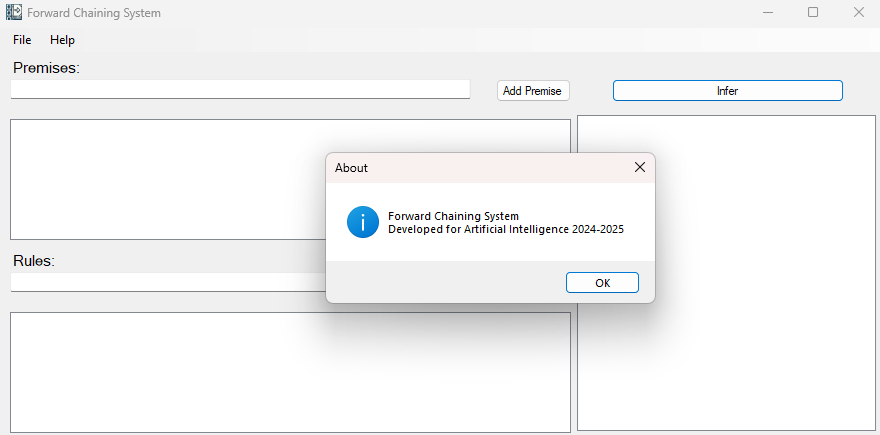 Forward Chaining System
File Help
Premises:
Add Premise Infer
About
Forward Chaining System
Developed for Artificial Intelligence 2024-2025
Rules:
OK